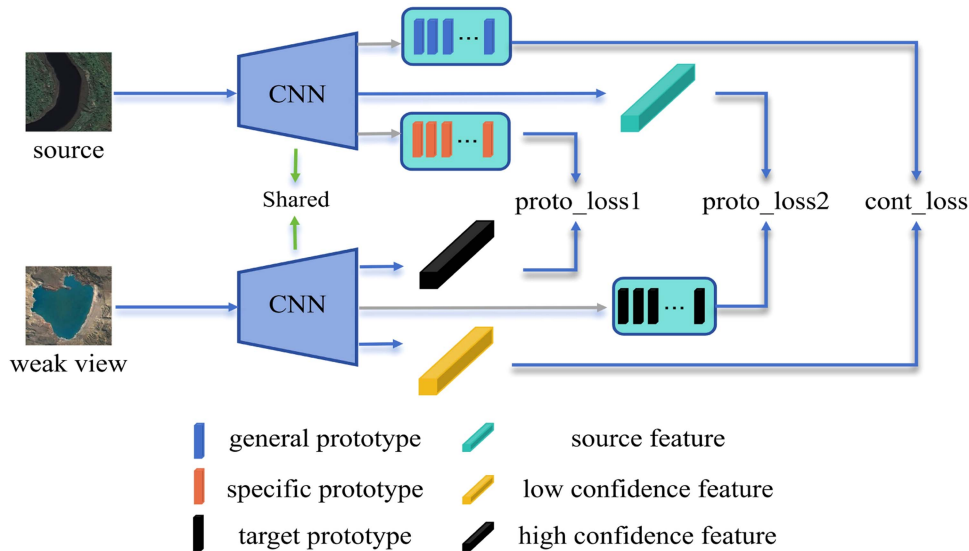 CNN
source
Shared
proto_loss1
proto_loss2
cont_loss
CNN
weak view
general prototype
source feature
specific prototype
low confidence feature
target prototype
high confidence feature